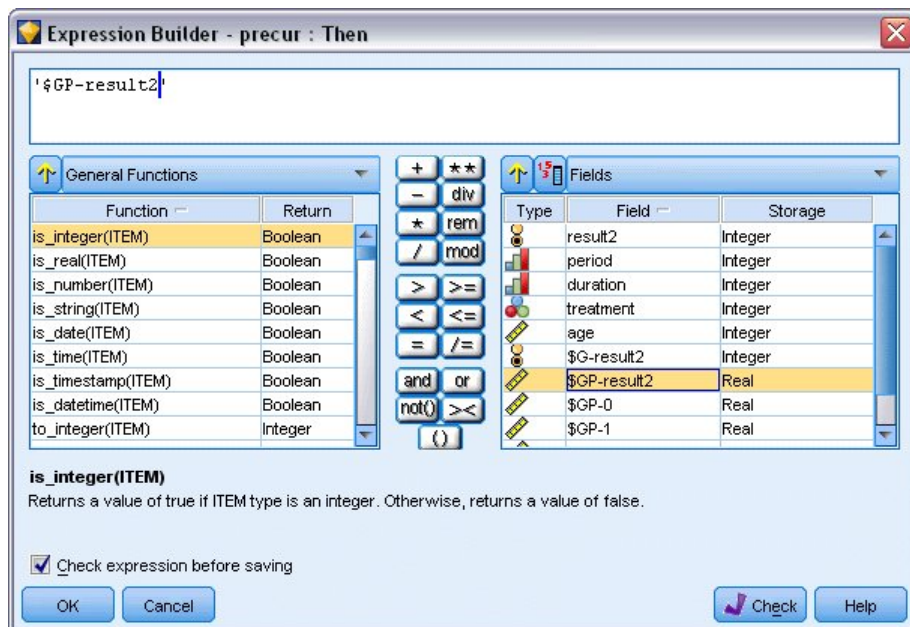 Expression Builder - precur : Then
'$GP-result2'
General Functions
Function Return
is_integer(ITEM) Boolean
is_real(ITEM) Boolean
is_number(ITEM) Boolean
is_string(ITEM) Boolean
is_date(ITEM) Boolean
is_time(ITEM) Boolean
is_timestamp(ITEM) Boolean
is_datetime(ITEM) Boolean
to_integer(ITEM) Integer
+ **
- div
* rem
/ mod
> >=
< <=
= /=
and or
not() ><
()
Fields
Type Field Storage
result2 Integer
period Integer
duration Integer
treatment Integer
age Integer
$G-result2 Integer
$GP-result2 Real
$GP-0 Real
$GP-1 Real
is_integer(ITEM)
Returns a value of true if ITEM type is an integer. Otherwise, returns a value of false.
Check expression before saving
OK Cancel Check Help